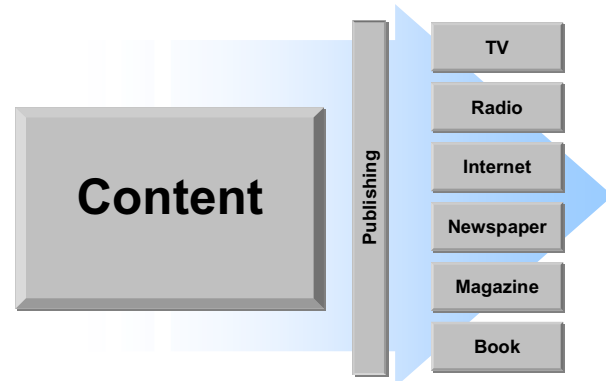 Content
Publishing
TV
Radio
Internet
Newspaper
Magazine
Book